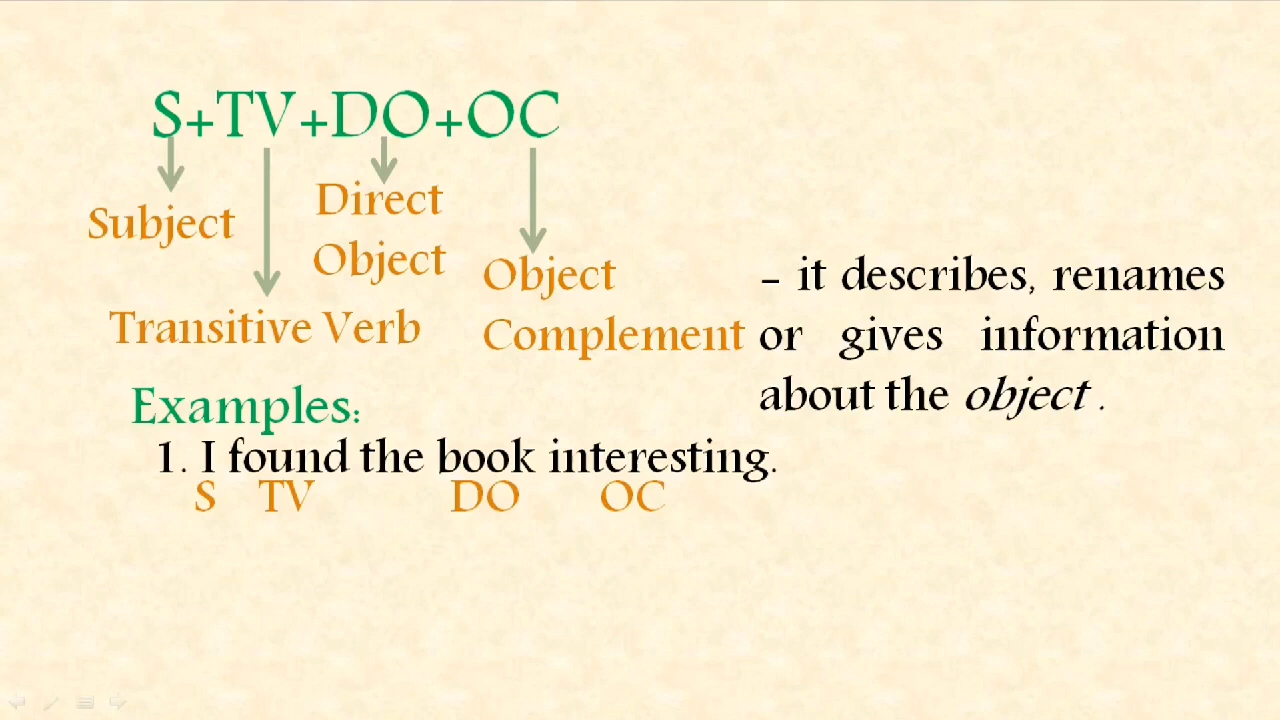 S+TV+DO+OC
Subject
Direct
Object
Transitive Verb
Object
Complement
– it describes, renames
or gives information
about the object .
Examples:
1. I found the book interesting.
S TV DO OC